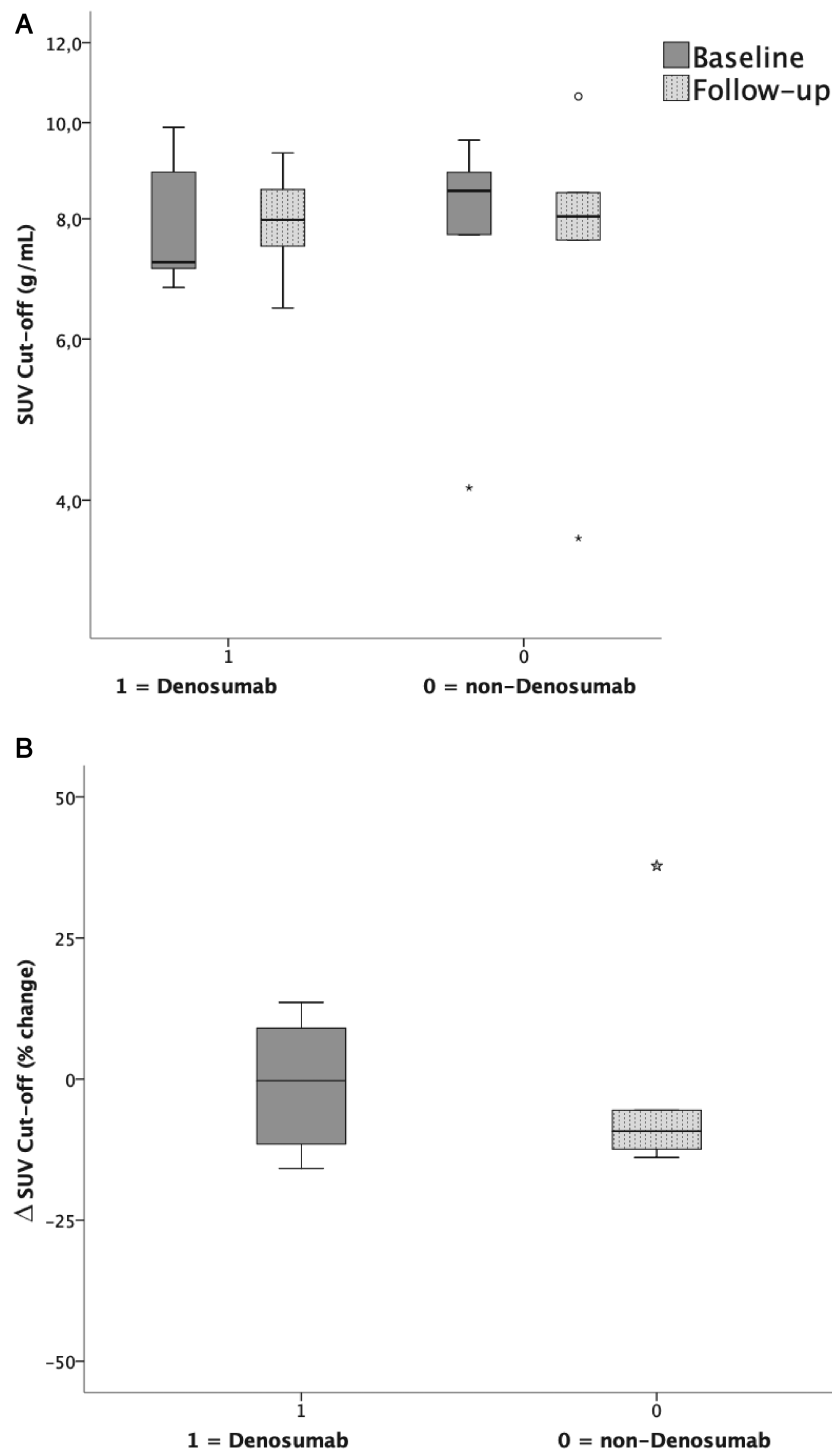 A
12,0
Baseline
Follow-up
10,0
8,0
6,0
4,0
SUV Cut-off (g/mL)
1
0
1 = Denosumab
0 = non-Denosumab
B
50
25
0
-25
-50
Δ SUV Cut-off (% change)
1
0
1 = Denosumab
0 = non-Denosumab